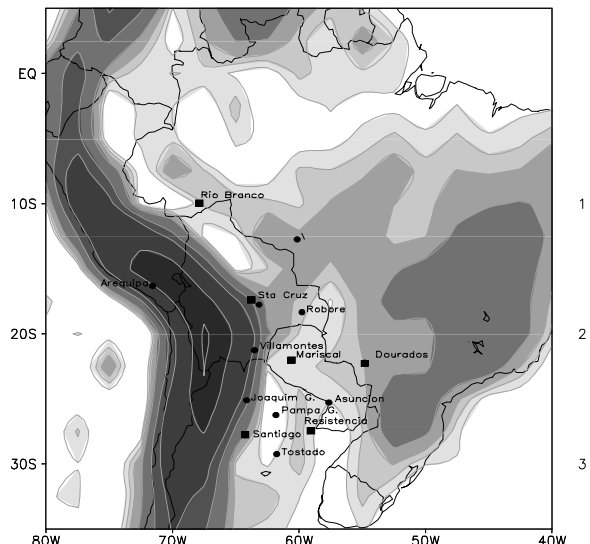 EQ
Rio Branco
10S
1
Arequipa
Sta Cruz
Robore
20S
2
Villamontes
Mariscal
Dourados
Joaquim G.
Asuncion
Pampa G.
Resistencia
Santiago
Tostado
30S
3
80W
70W
60W
50W
40W